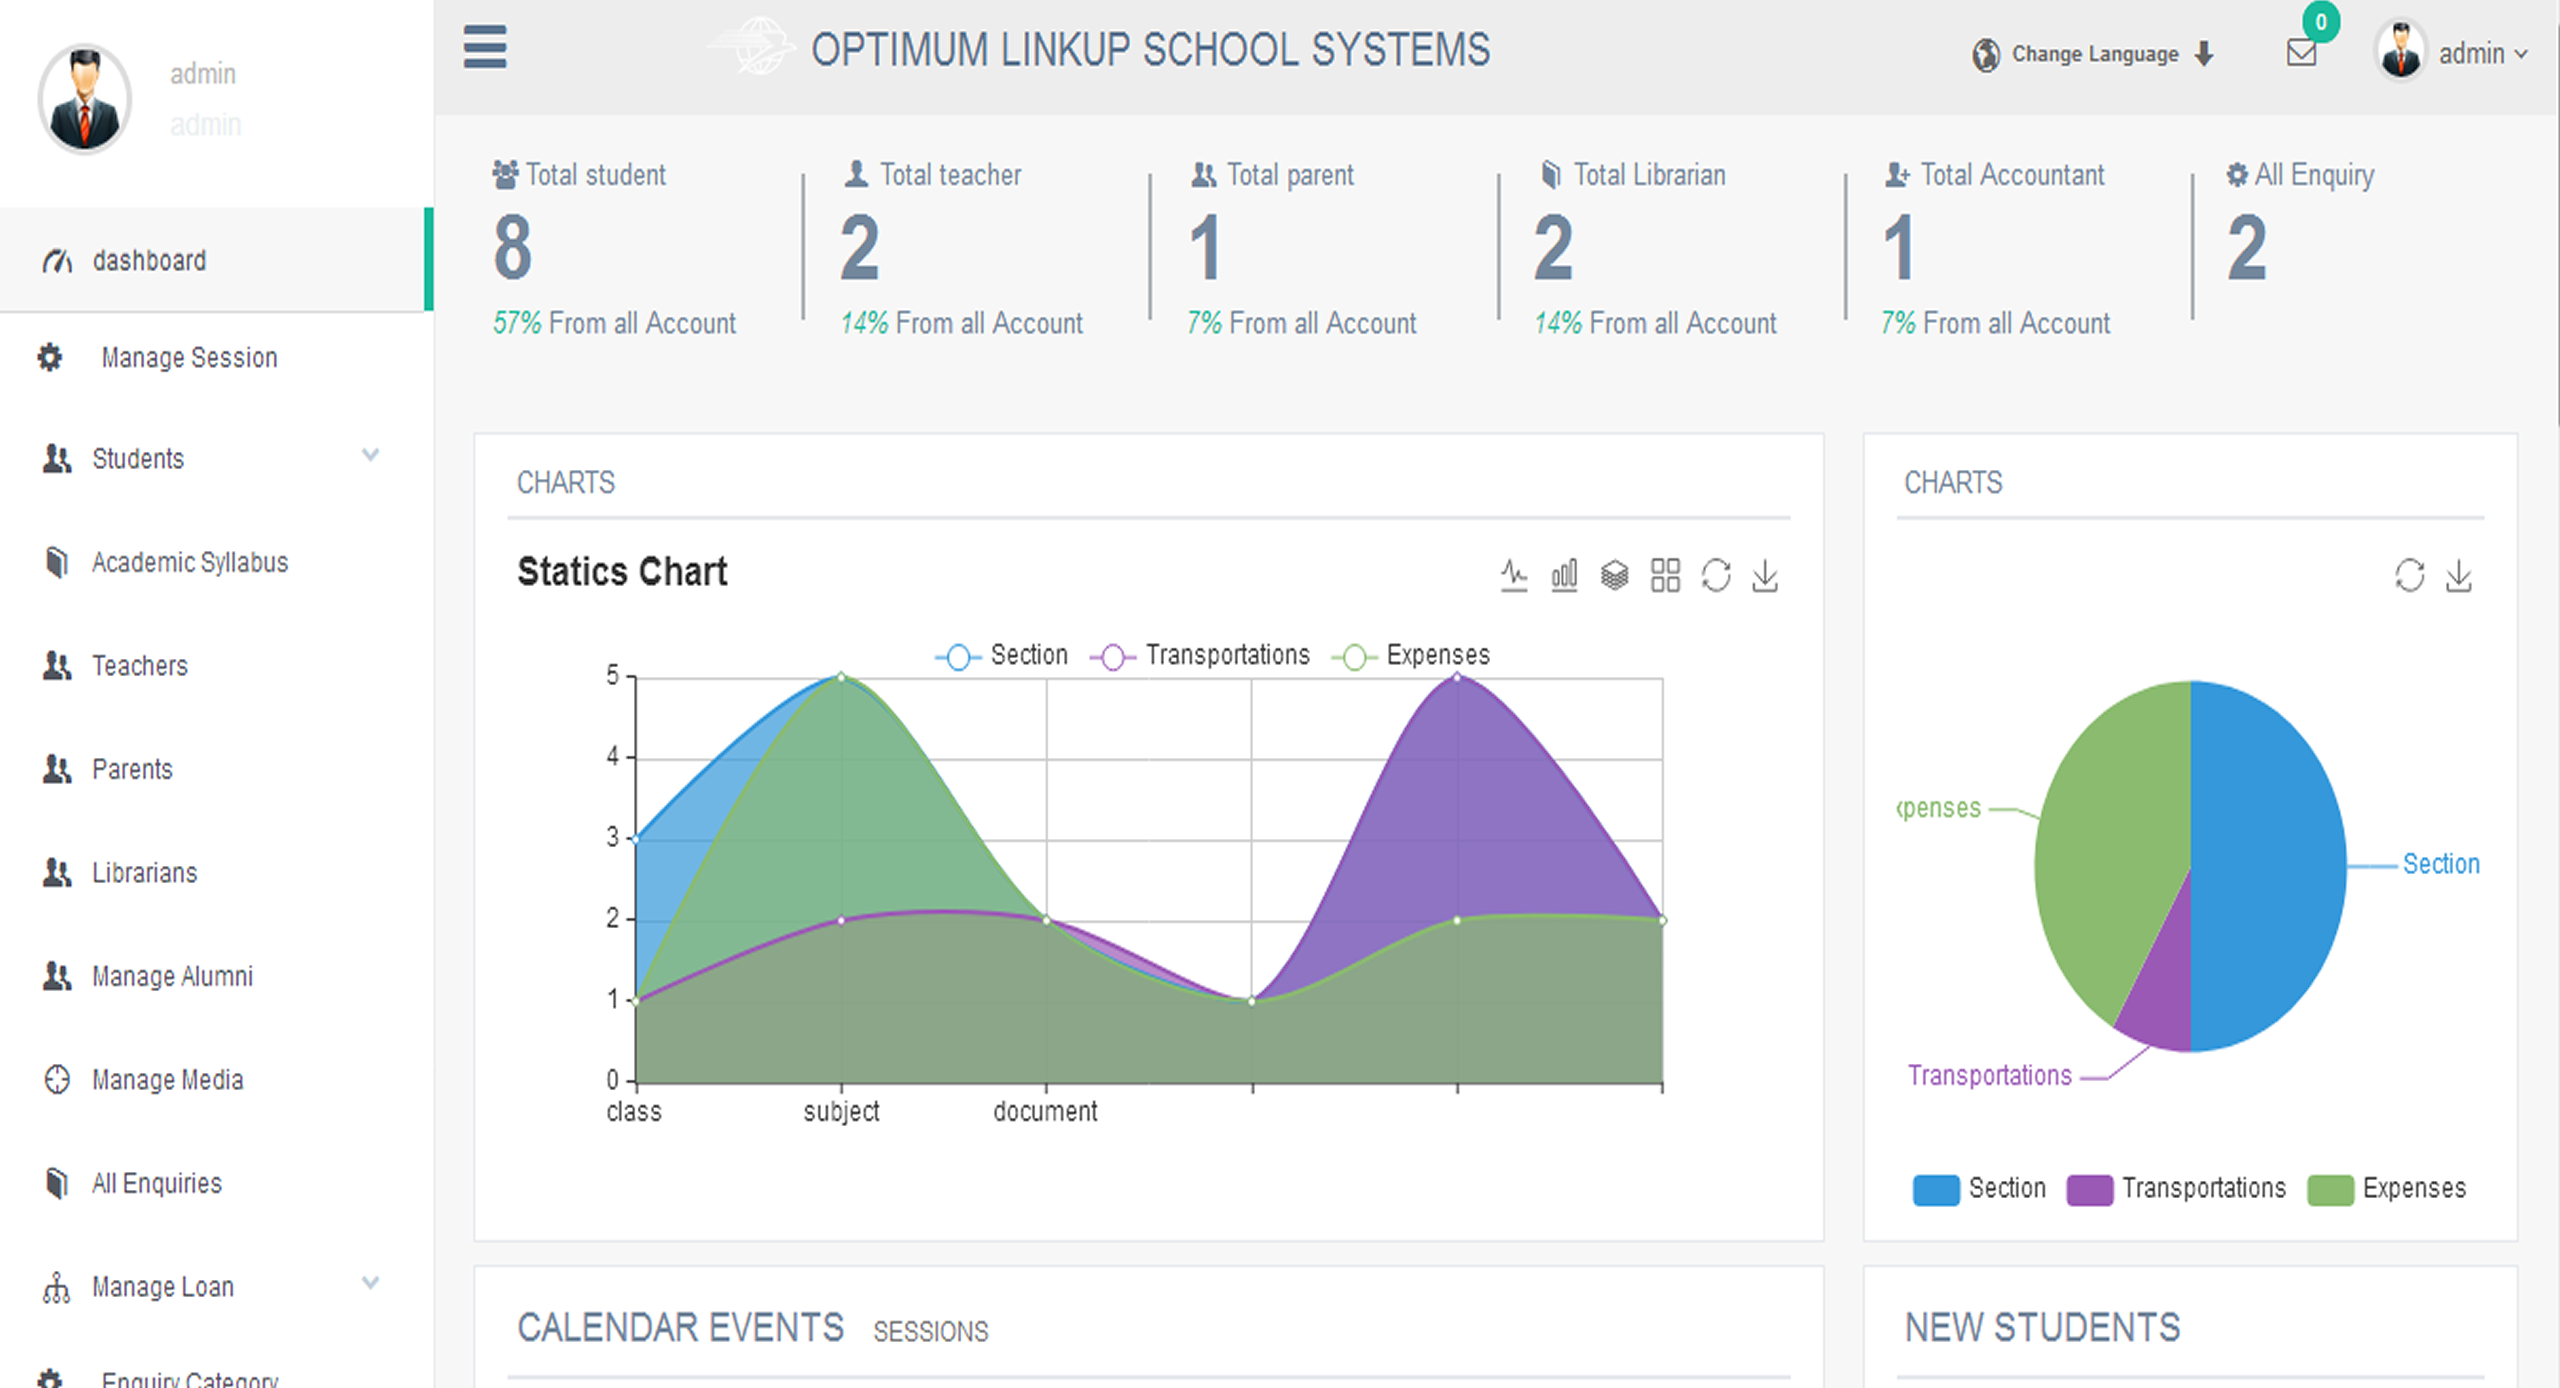 admin
admin
dashboard
Manage Session
Students
Academic Syllabus
Teachers
Parents
Librarians
Manage Alumni
Manage Media
All Enquiries
Manage Loan
Enquiry Category
OPTIMUM LINKUP SCHOOL SYSTEMS
Change Language
0
admin
Total student
8
57% From all Account
Total teacher
2
14% From all Account
Total parent
1
7% From all Account
Total Librarian
2
14% From all Account
Total Accountant
1
7% From all Account
All Enquiry
2
CHARTS
Statics Chart
Section Transportations Expenses
5
4
3
2
1
0
class subject document
CHARTS
xpenses
Section
Transportations
Section Transportations Expenses
CALENDAR EVENTS SESSIONS
NEW STUDENTS